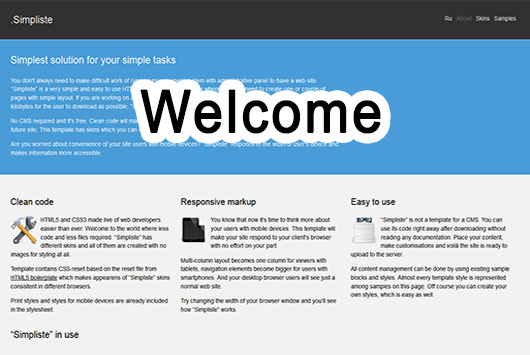 .Simpliste
Ru About Skins Samples
Simplest solution for your simple tasks
You don't always need to make difficult work of
with
panel to have a web site.
"Simpliste" is a very simple and easy to use
to create one or couple of
pages with simple layout. If you are working on
kilobytes for the user to download as possible,
Welcome
No CMS required and it's free. Clean code will
future site. This template has skins which you can
Are you worried about convenience of your site users with mobile devices? "Simpliste" responds to the width of user's device and
makes information more accessible.
Clean code
HTML5 and CSS3 made live of web developers
easier than ever. Welcome to the world where less
code and less files required. "Simpliste" has
different skins and all of them are created with no
images for styling at all.
Template contains CSS-reset based on the reset file from
HTML5 boilerplate which makes appearance of "Simpliste" skins
consistent in different browsers.
Print styles and styles for mobile devices are already included
in the stylesheet.
Responsive markup
You know that now it's time to think more about
your users with mobile devices. This template will
make your site respond to your client's browser
with no effort on your part.
Multi-column layout becomes one column for viewers with
tablets, navigation elements become bigger for users with
smartphones. And your desktop browser users will see just a
normal web site.
Try changing the width of your browser window and you'll see
how "Simpliste" works.
Easy to use
"Simpliste" is not a template for a CMS. You can
use its code right away after downloading without
reading any documentation. Place your content,
make customisations and voilà the site is ready to
upload to the server.
All content management can be done by using existing sample
blocks and styles. Almost every template style is represented
among samples on this page. Off course you can create your
own styles, which is easy as well.
"Simpliste" in use